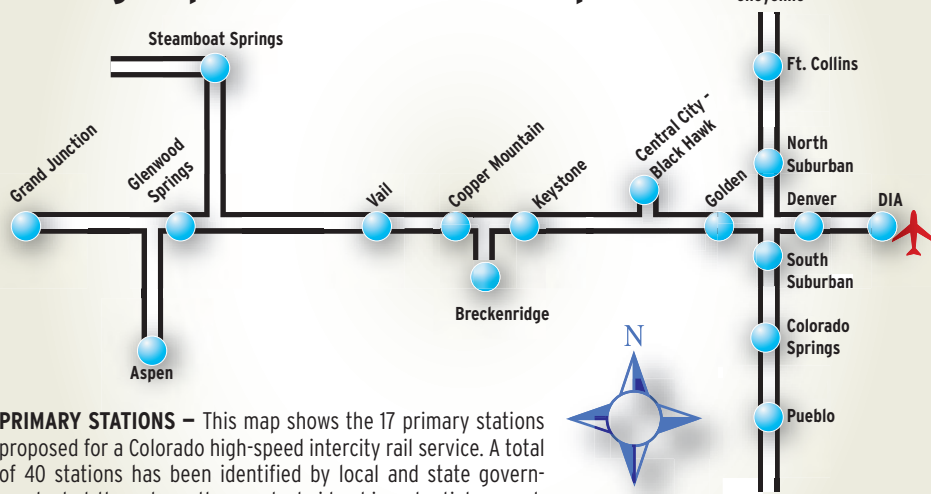 Steamboat Springs
Ft. Collins
North
Suburban
Central City -
Black Hawk
Grand Junction
Glenwood
Springs
Vail
Copper Mountain
Keystone
Golden
Denver
DIA
South
Suburban
Breckenridge
Colorado
Springs
N
Aspen
Pueblo
PRIMARY STATIONS – This map shows the 17 primary stations
proposed for a Colorado high-speed intercity rail service. A total
of 40 stations has been identified by local and state govern-